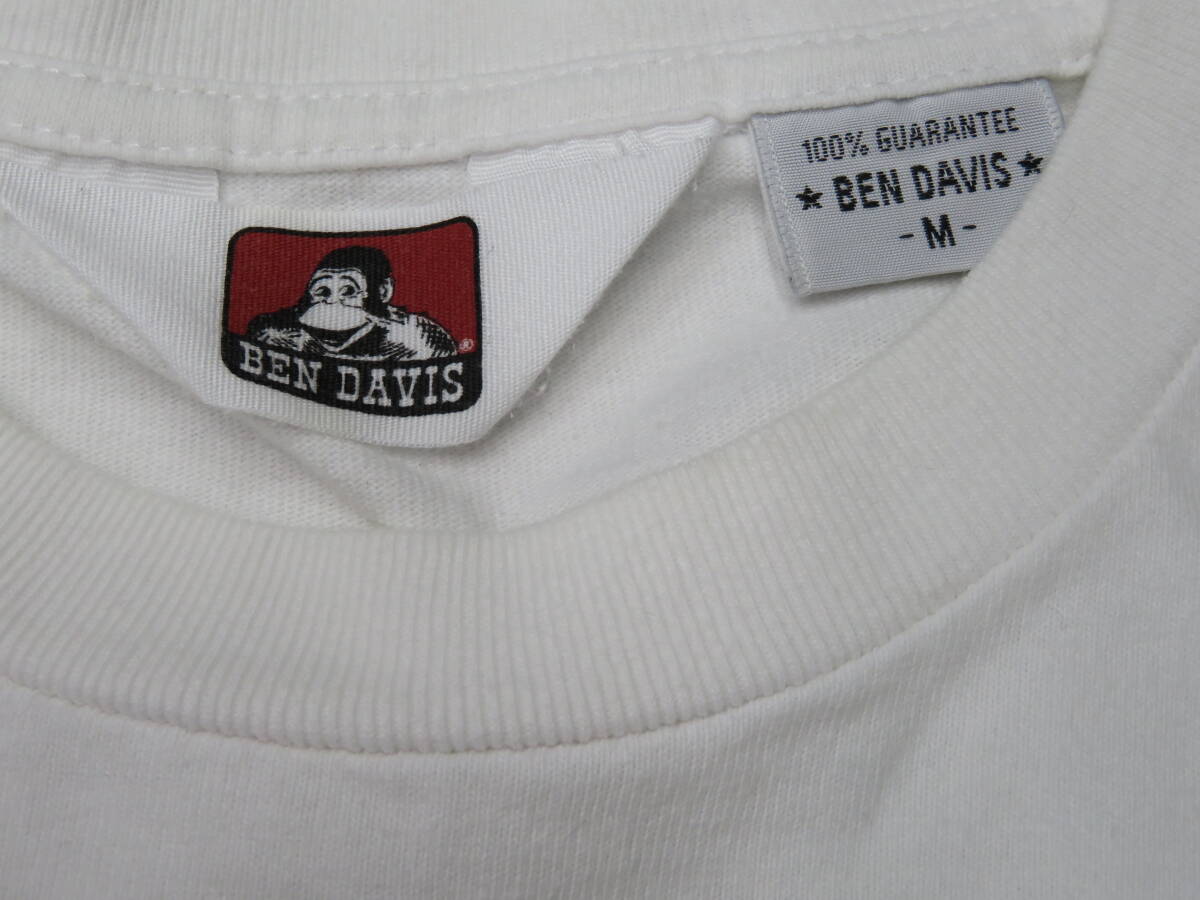 BEN DAVIS
®
100% GUARANTEE
★ BEN DAVIS ★
- M -